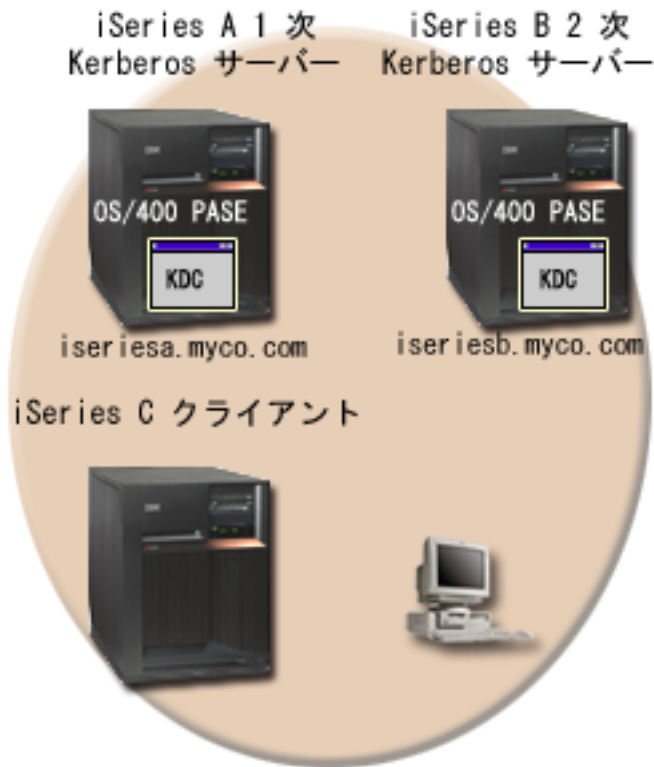 iSeries A 1 次
Kerberos サーバー
iSeries B 2 次
Kerberos サーバー
OS/400 PASE
KDC
iseriesa.myco.com
OS/400 PASE
KDC
iseriesb.myco.com
iSeries C クライアント